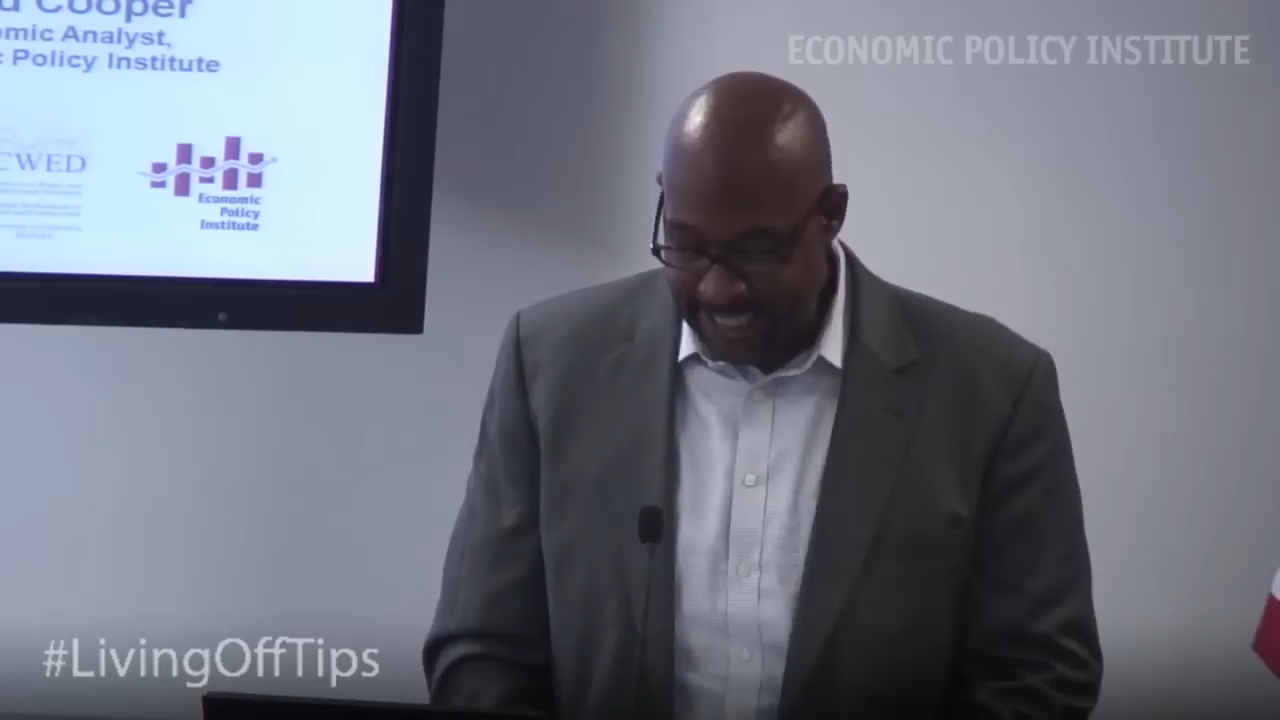 d Cooper
omic Analyst,
c Policy Institute
CWED
Economic
Policy
Institute
ECONOMIC POLICY INSTITUTE
#LivingOffTips